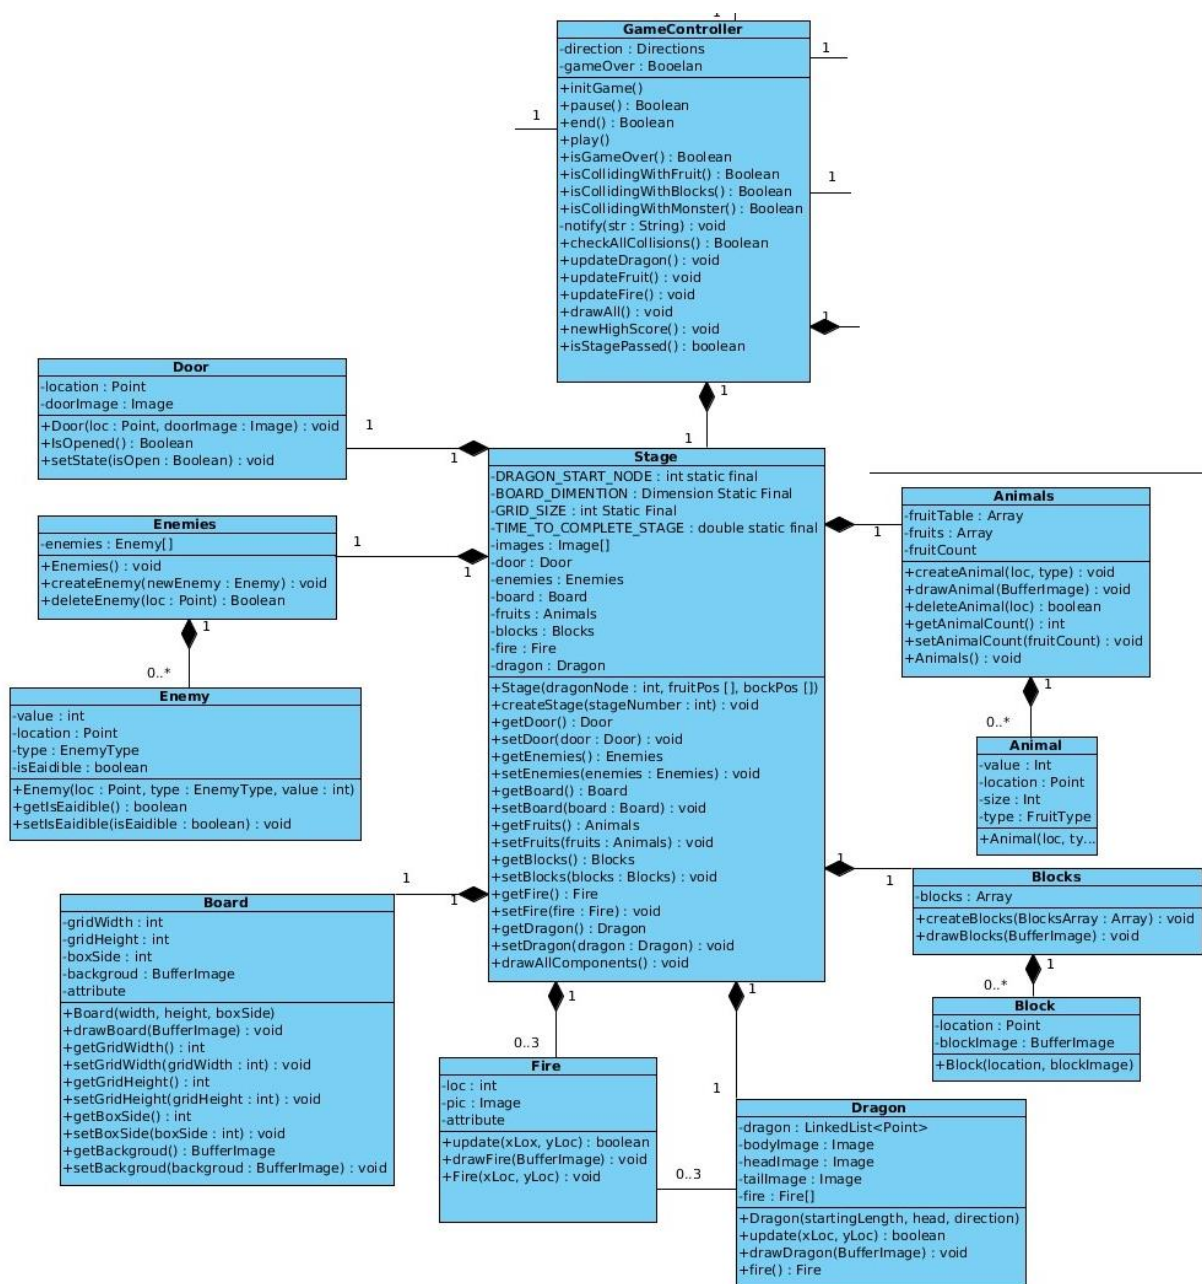 1
GameController
-direction : Directions
-gameOver : Booelan
1
+initGame()
+pause() : Boolean
+end() : Boolean
+play()
+isGameOver() : Boolean
+isCollidingWithFruit() : Boolean
+isCollidingWithBlocks() : Boolean
+isCollidingWithMonster() : Boolean
-notify(str : String) : void
+checkAllCollisions() : Boolean
+updateDragon() : void
+updateFruit() : void
+updateFire() : void
+drawAll() : void
+newHighScore() : void
+isStagePassed() : boolean
1
1
1
1
1
Door
-location : Point
-doorImage : Image
+Door(loc : Point, doorImage : Image) : void
+IsOpened() : Boolean
+setState(isOpen : Boolean) : void
1
1
Enemies
-enemies : Enemy[]
+Enemies() : void
+createEnemy(newEnemy : Enemy) : void
+deleteEnemy(loc : Point) : Boolean
1
1
1
0..*
Enemy
-value : int
-location : Point
-type : EnemyType
-isEaidible : boolean
+Enemy(loc : Point, type : EnemyType, value : int)
+getIsEaidible() : boolean
+setIsEaidible(isEaidible : boolean) : void
Stage
-DRAGON_START_NODE : int static final
-BOARD_DIMENTION : Dimension Static Final
-GRID_SIZE : int Static Final
-TIME_TO_COMPLETE_STAGE : double static final
-images : Image[]
-door : Door
-enemies : Enemies
-board : Board
-fruits : Animals
-blocks : Blocks
-fire : Fire
-dragon : Dragon
+Stage(dragonNode : int, fruitPos [], bockPos [])
+createStage(stageNumber : int) : void
+getDoor() : Door
+setDoor(door : Door) : void
+getEnemies() : Enemies
+setEnemies(enemies : Enemies) : void
+getBoard() : Board
+setBoard(board : Board) : void
+getFruits() : Animals
+setFruits(fruits : Animals) : void
+getBlocks() : Blocks
+setBlocks(blocks : Blocks) : void
+getFire() : Fire
+setFire(fire : Fire) : void
+getDragon() : Dragon
+setDragon(dragon : Dragon) : void
+drawAllComponents() : void
1
1
Animals
-fruitTable : Array
-fruits : Array
-fruitCount
+createAnimal(loc, type) : void
+drawAnimal(BufferImage) : void
+deleteAnimal(loc) : boolean
+getAnimalCount() : int
+setAnimalCount(fruitCount) : void
+Animals() : void
1
0..*
Animal
-value : Int
-location : Point
-size : Int
-type : FruitType
+Animal(loc, ty...
1
1
Blocks
-blocks : Array
+createBlocks(BlocksArray : Array) : void
+drawBlocks(BufferImage) : void
1
0..*
Block
-location : Point
-blockImage : BufferImage
+Block(location, blockImage)
1
1
Board
-gridWidth : int
-gridHeight : int
-boxSide : int
-backgroud : BufferImage
-attribute
+Board(width, height, boxSide)
+drawBoard(BufferImage) : void
+getGridWidth() : int
+setGridWidth(gridWidth : int) : void
+getGridHeight() : int
+setGridHeight(gridHeight : int) : void
+getBoxSide() : int
+setBoxSide(boxSide : int) : void
+getBackgroud() : BufferImage
+setBackgroud(backgroud : BufferImage) : void
1
0..3
Fire
-loc : int
-pic : Image
-attribute
+update(xLox, yLoc) : boolean
+drawFire(BufferImage) : void
+Fire(xLoc, yLoc) : void
0..3
1
1
Dragon
-dragon : LinkedList<Point>
-bodyImage : Image
-headImage : Image
-tailImage : Image
-fire : Fire[]
+Dragon(startingLength, head, direction)
+update(xLoc, yLoc) : boolean
+drawDragon(BufferImage) : void
+fire() : Fire